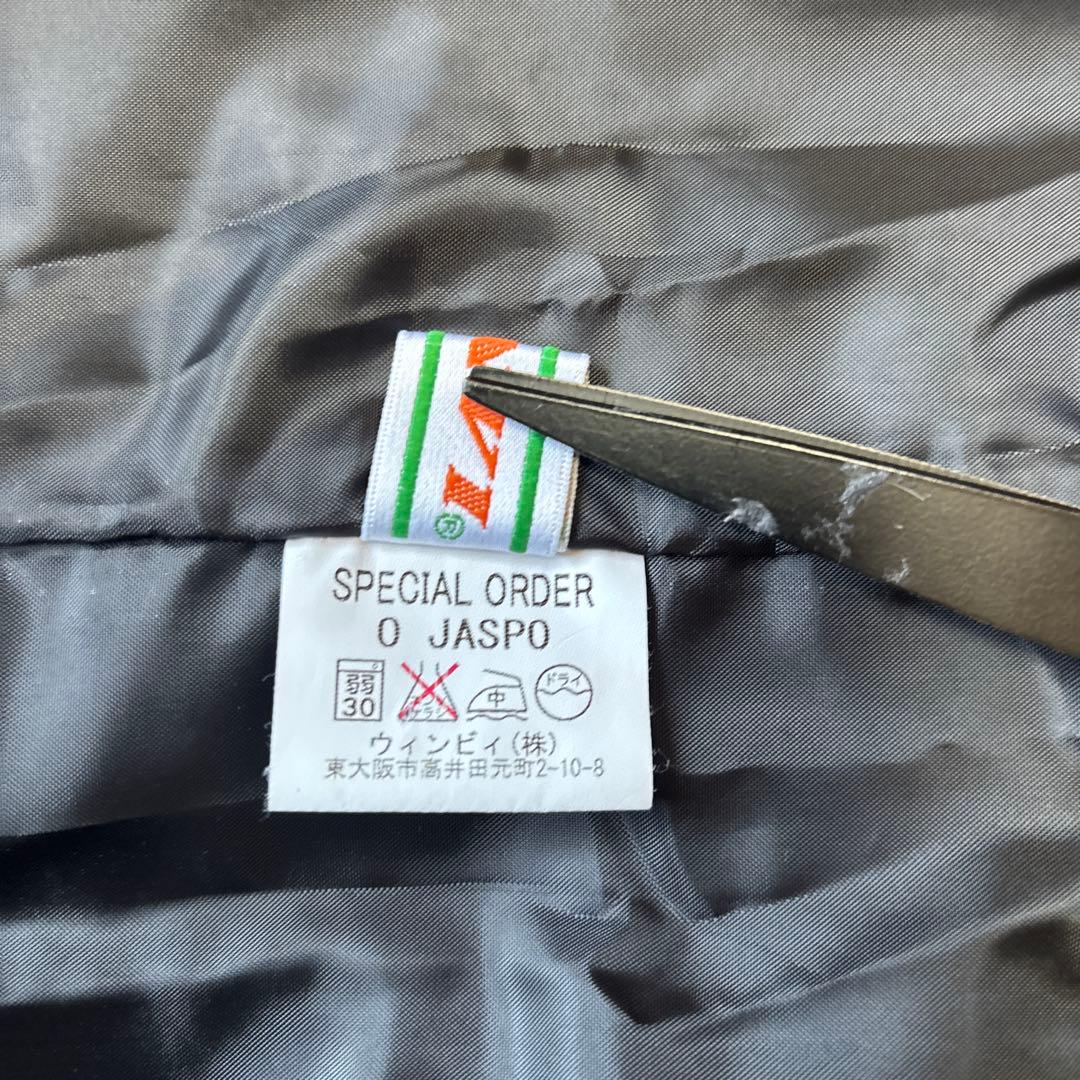 ®
SPECIAL ORDER
O JASPO
弱
30
中
ドライ
ウィンビィ(株)
東大阪市高井田元町2-10-8